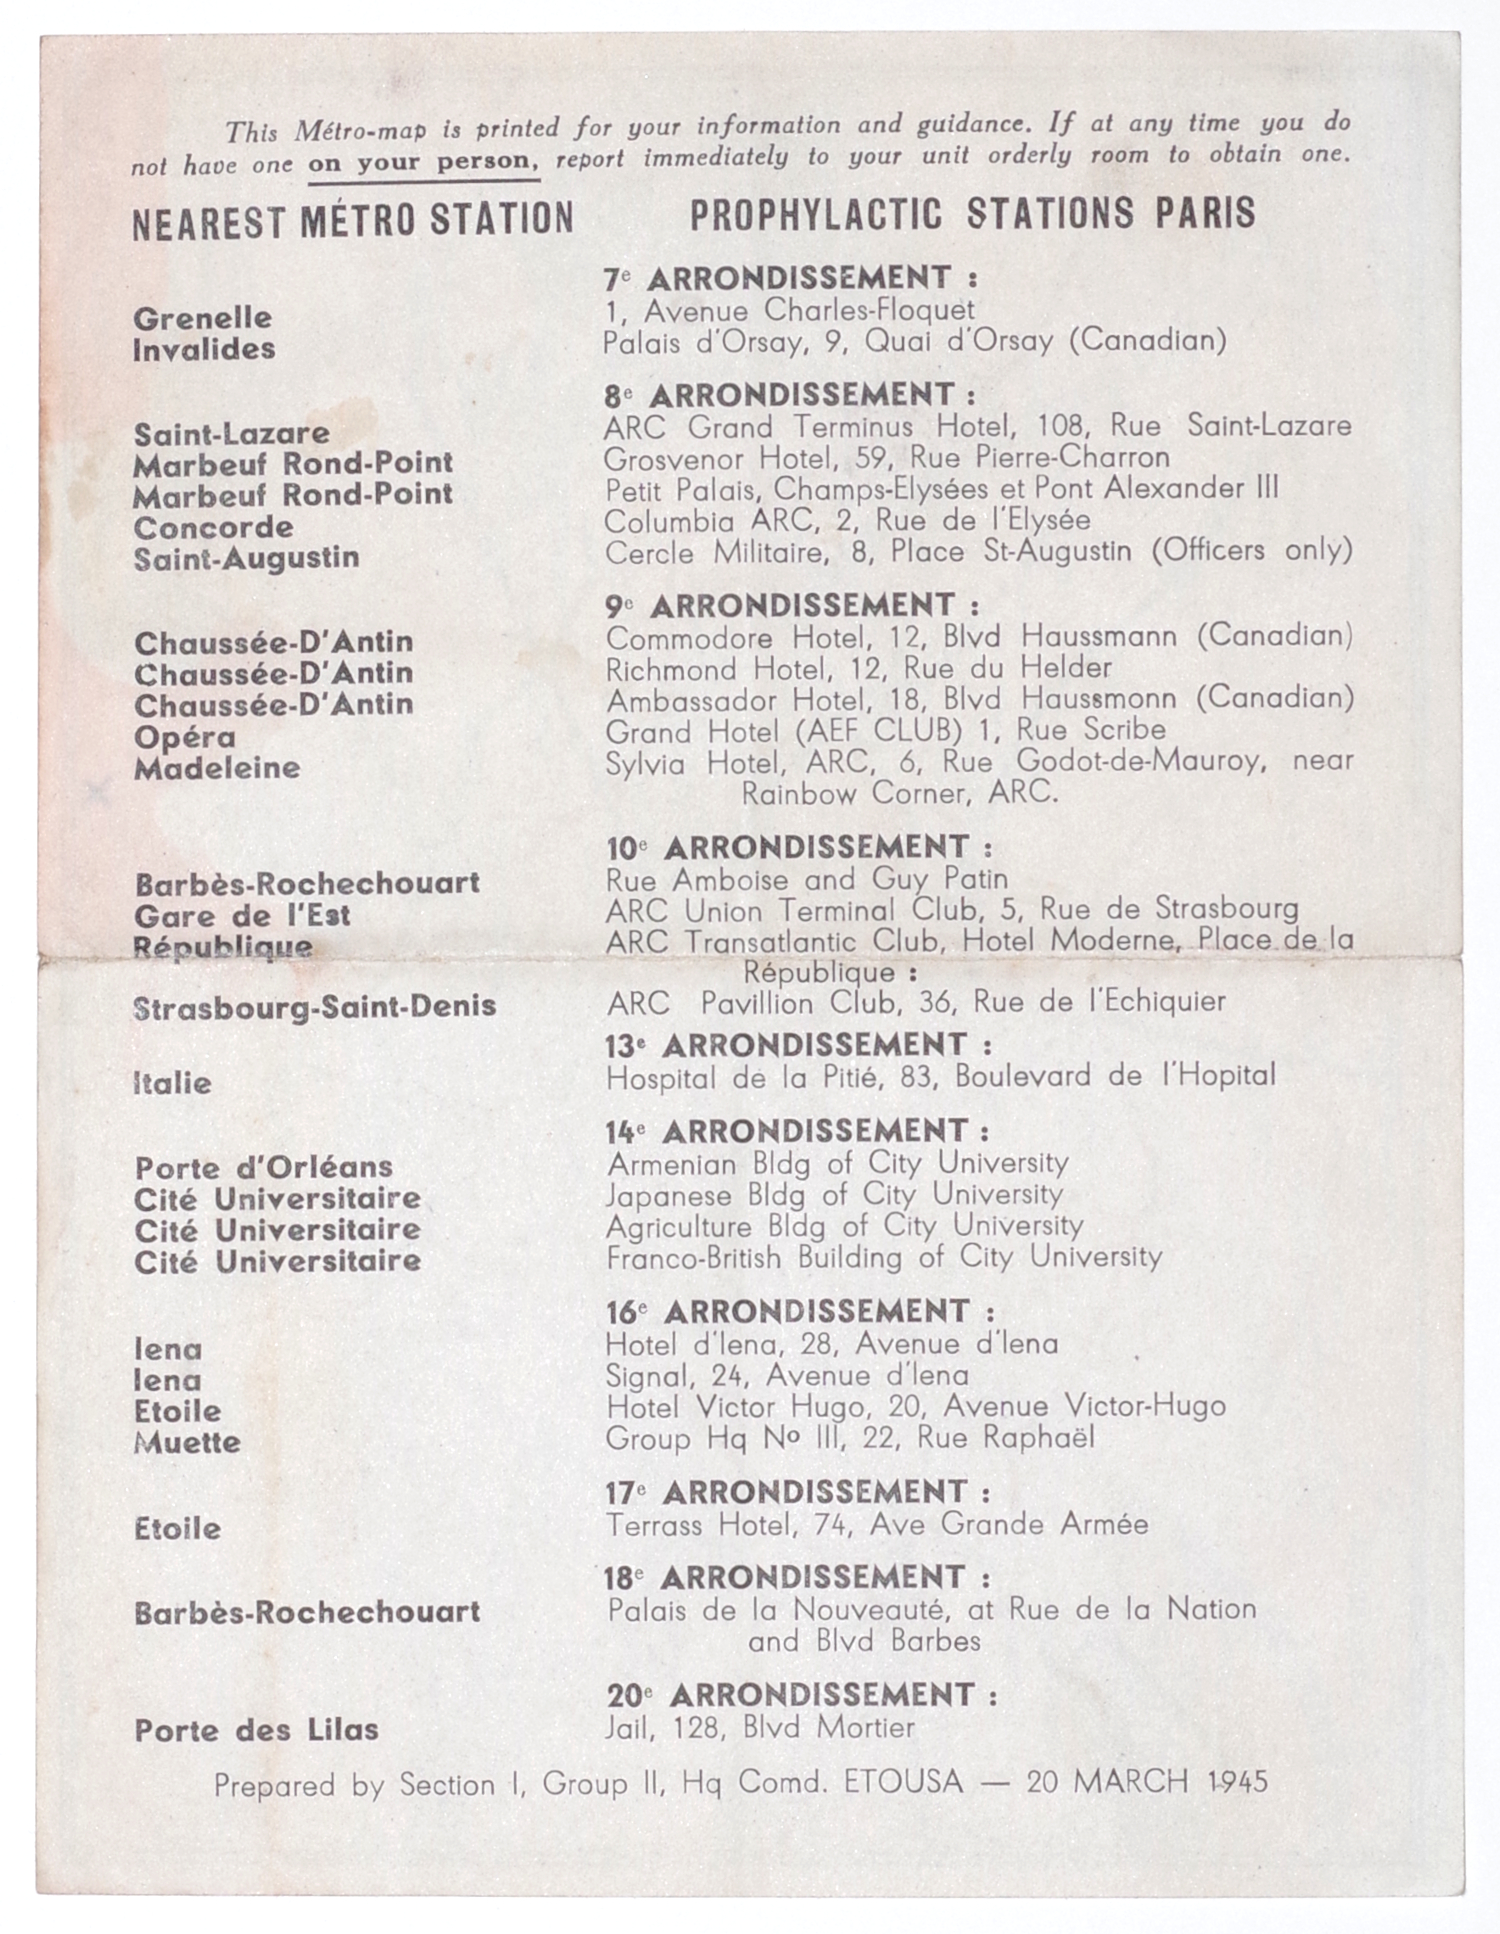 This Métro-map is printed for your information and guidance. If at any time you do
not have one on your person, report immediately to your unit orderly room to obtain one.
NEAREST MÉTRO STATION PROPHYLACTIC STATIONS PARIS
7e ARRONDISSEMENT :
Grenelle 1, Avenue Charles-Floquet
Invalides Palais d'Orsay, 9, Quai d'Orsay (Canadian)
8e ARRONDISSEMENT :
Saint-Lazare ARC Grand Terminus Hotel, 108, Rue Saint-Lazare
Marbeuf Rond-Point Grosvenor Hotel, 59, Rue Pierre-Charron
Marbeuf Rond-Point Petit Palais, Champs-Elysées et Pont Alexander III
Concorde Columbia ARC, 2, Rue de l'Elysée
Saint-Augustin Cercle Militaire, 8, Place St-Augustin (Officers only)
9e ARRONDISSEMENT :
Chaussée-D'Antin Commodore Hotel, 12, Blvd Haussmann (Canadian)
Chaussée-D'Antin Richmond Hotel, 12, Rue du Helder
Chaussée-D'Antin Ambassador Hotel, 18, Blvd Haussmonn (Canadian)
Opéra Grand Hotel (AEF CLUB) 1, Rue Scribe
Madeleine Sylvia Hotel, ARC, 6, Rue Godot-de-Mauroy, near
Rainbow Corner, ARC.
10e ARRONDISSEMENT :
Barbès-Rochechouart Rue Amboise and Guy Patin
Gare de l'Est ARC Union Terminal Club, 5, Rue de Strasbourg
République ARC Transatlantic Club, Hotel Moderne, Place de la
République :
Strasbourg-Saint-Denis ARC Pavillion Club, 36, Rue de l'Echiquier
13e ARRONDISSEMENT :
Italie Hospital de la Pitié, 83, Boulevard de l'Hopital
14e ARRONDISSEMENT :
Porte d'Orléans Armenian Bldg of City University
Cité Universitaire Japanese Bldg of City University
Cité Universitaire Agriculture Bldg of City University
Cité Universitaire Franco-British Building of City University
16e ARRONDISSEMENT :
Iena Hotel d'Iena, 28, Avenue d'Iena
Iena Signal, 24, Avenue d'Iena
Etoile Hotel Victor Hugo, 20, Avenue Victor-Hugo
Muette Group Hq No III, 22, Rue Raphaël
17e ARRONDISSEMENT :
Etoile Terrass Hotel, 74, Ave Grande Armée
18e ARRONDISSEMENT :
Barbès-Rochechouart Palais de la Nouveauté, at Rue de la Nation
and Blvd Barbes
20e ARRONDISSEMENT :
Porte des Lilas Jail, 128, Blvd Mortier
Prepared by Section I, Group II, Hq Comd. ETOUSA — 20 MARCH 1945